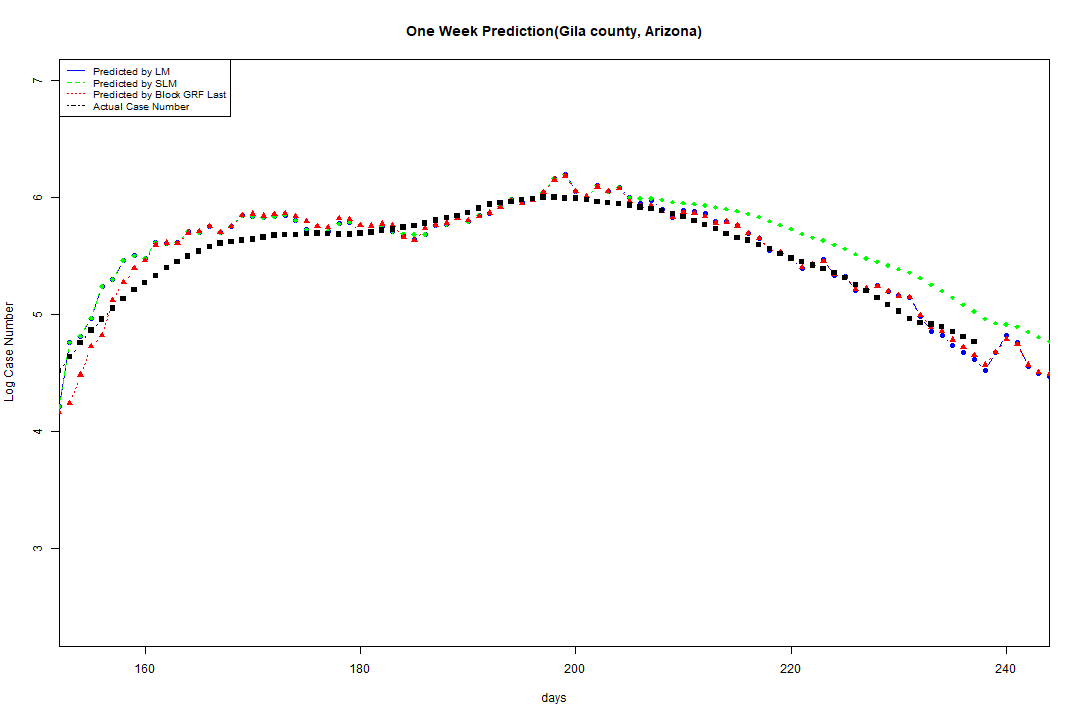 One Week Prediction(Gila county, Arizona)
Predicted by LM
Predicted by SLM
Predicted by Block GRF Last
Actual Case Number
7
6
5
4
3
Log Case Number
160 180 200 220 240
days